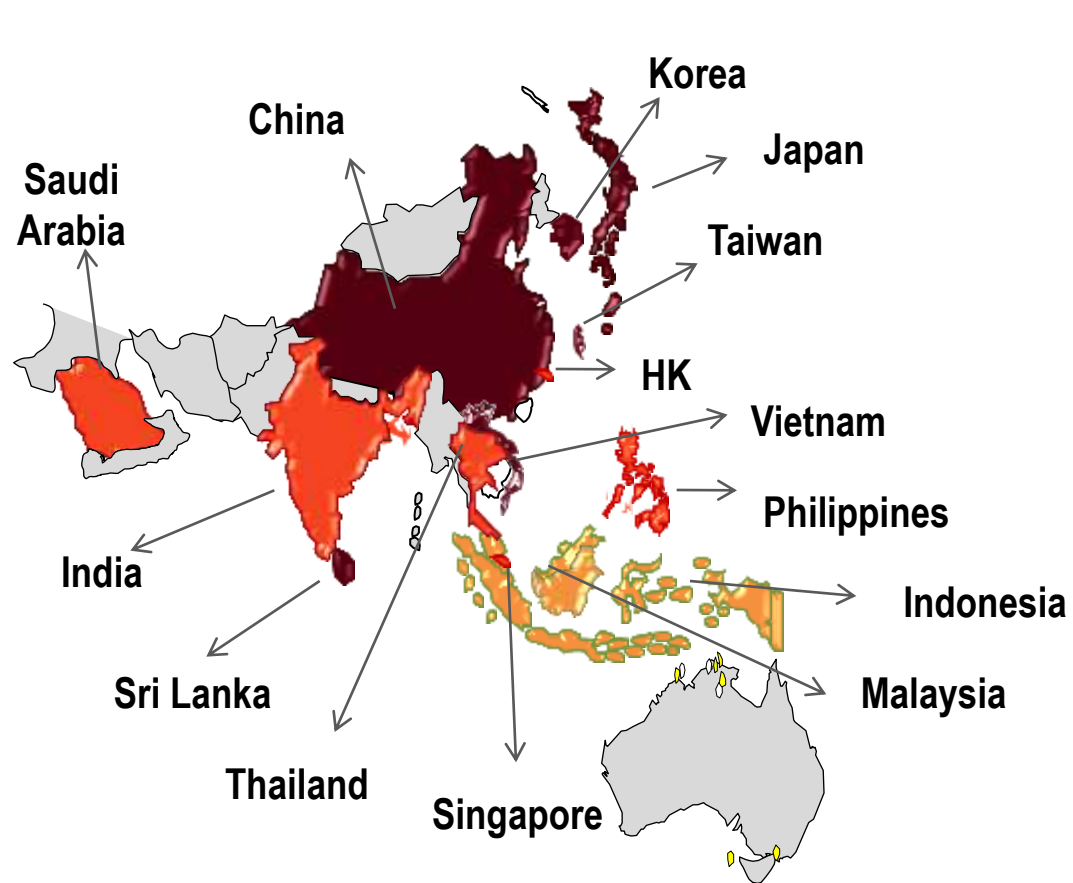 Korea
China
Japan
Saudi
Arabia
Taiwan
HK
Vietnam
Philippines
India
Indonesia
Sri Lanka
Malaysia
Thailand
Singapore